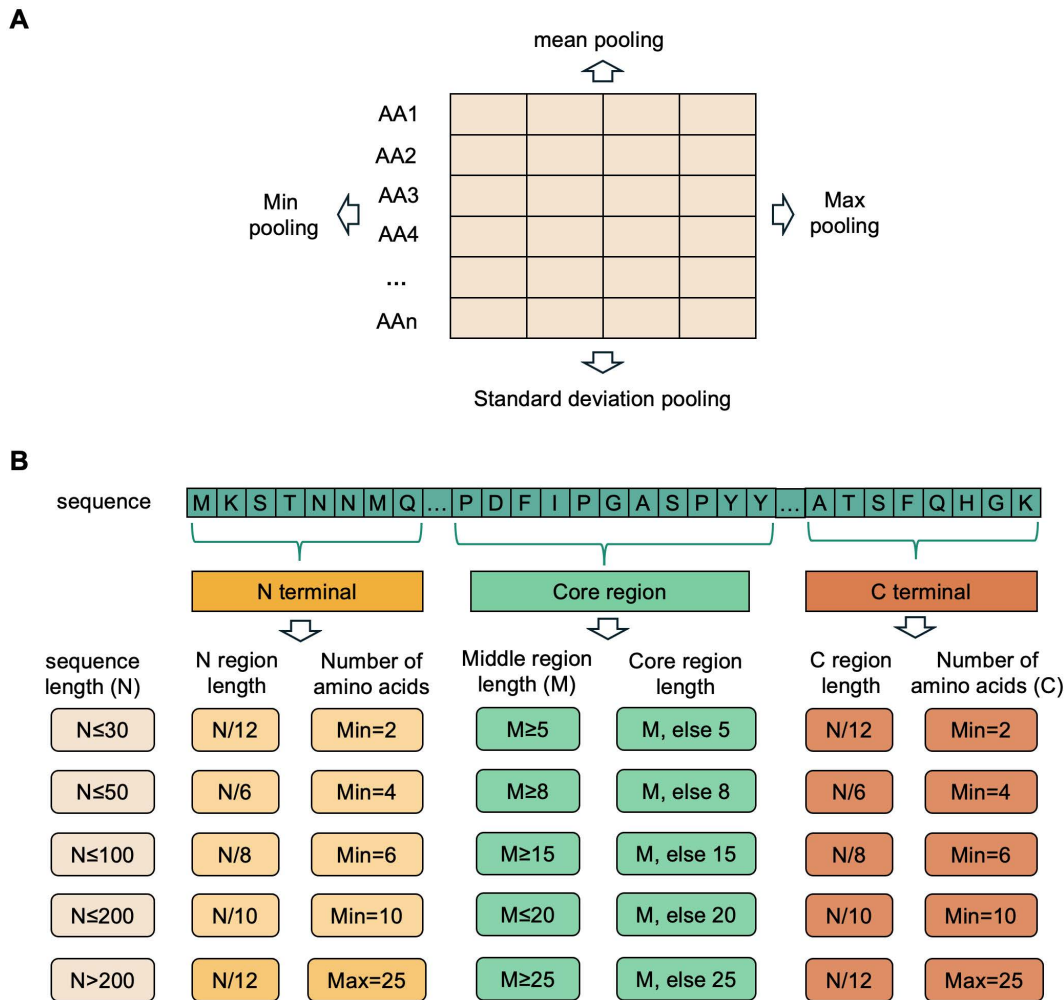 A
mean pooling
AA1
AA2
AA3
AA4
...
AAn
Min
pooling
Max
pooling
Standard deviation pooling
B
sequence M K S T N N M Q ... P D F I P G A S P Y Y ... A T S F Q H G K
N terminal Core region C terminal
sequence length (N) N region length Number of amino acids Middle region length (M) Core region length C region length Number of amino acids (C)
N≤30 N/12 Min=2 M≥5 M, else 5 N/12 Min=2
N≤50 N/6 Min=4 M≥8 M, else 8 N/6 Min=4
N≤100 N/8 Min=6 M≥15 M, else 15 N/8 Min=6
N≤200 N/10 Min=10 M≤20 M, else 20 N/10 Min=10
N>200 N/12 Max=25 M≥25 M, else 25 N/12 Max=25